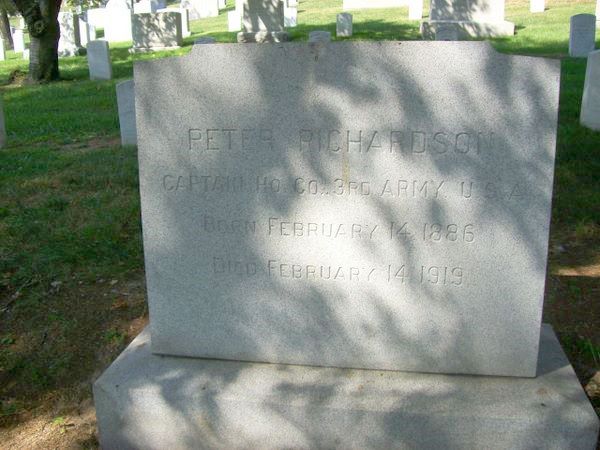 PETER RICHARDSON
CAPTAIN HQ. CO. 3RD ARMY U.S.A.
BORN FEBRUARY 14, 1886
DIED FEBRUARY 14, 1919